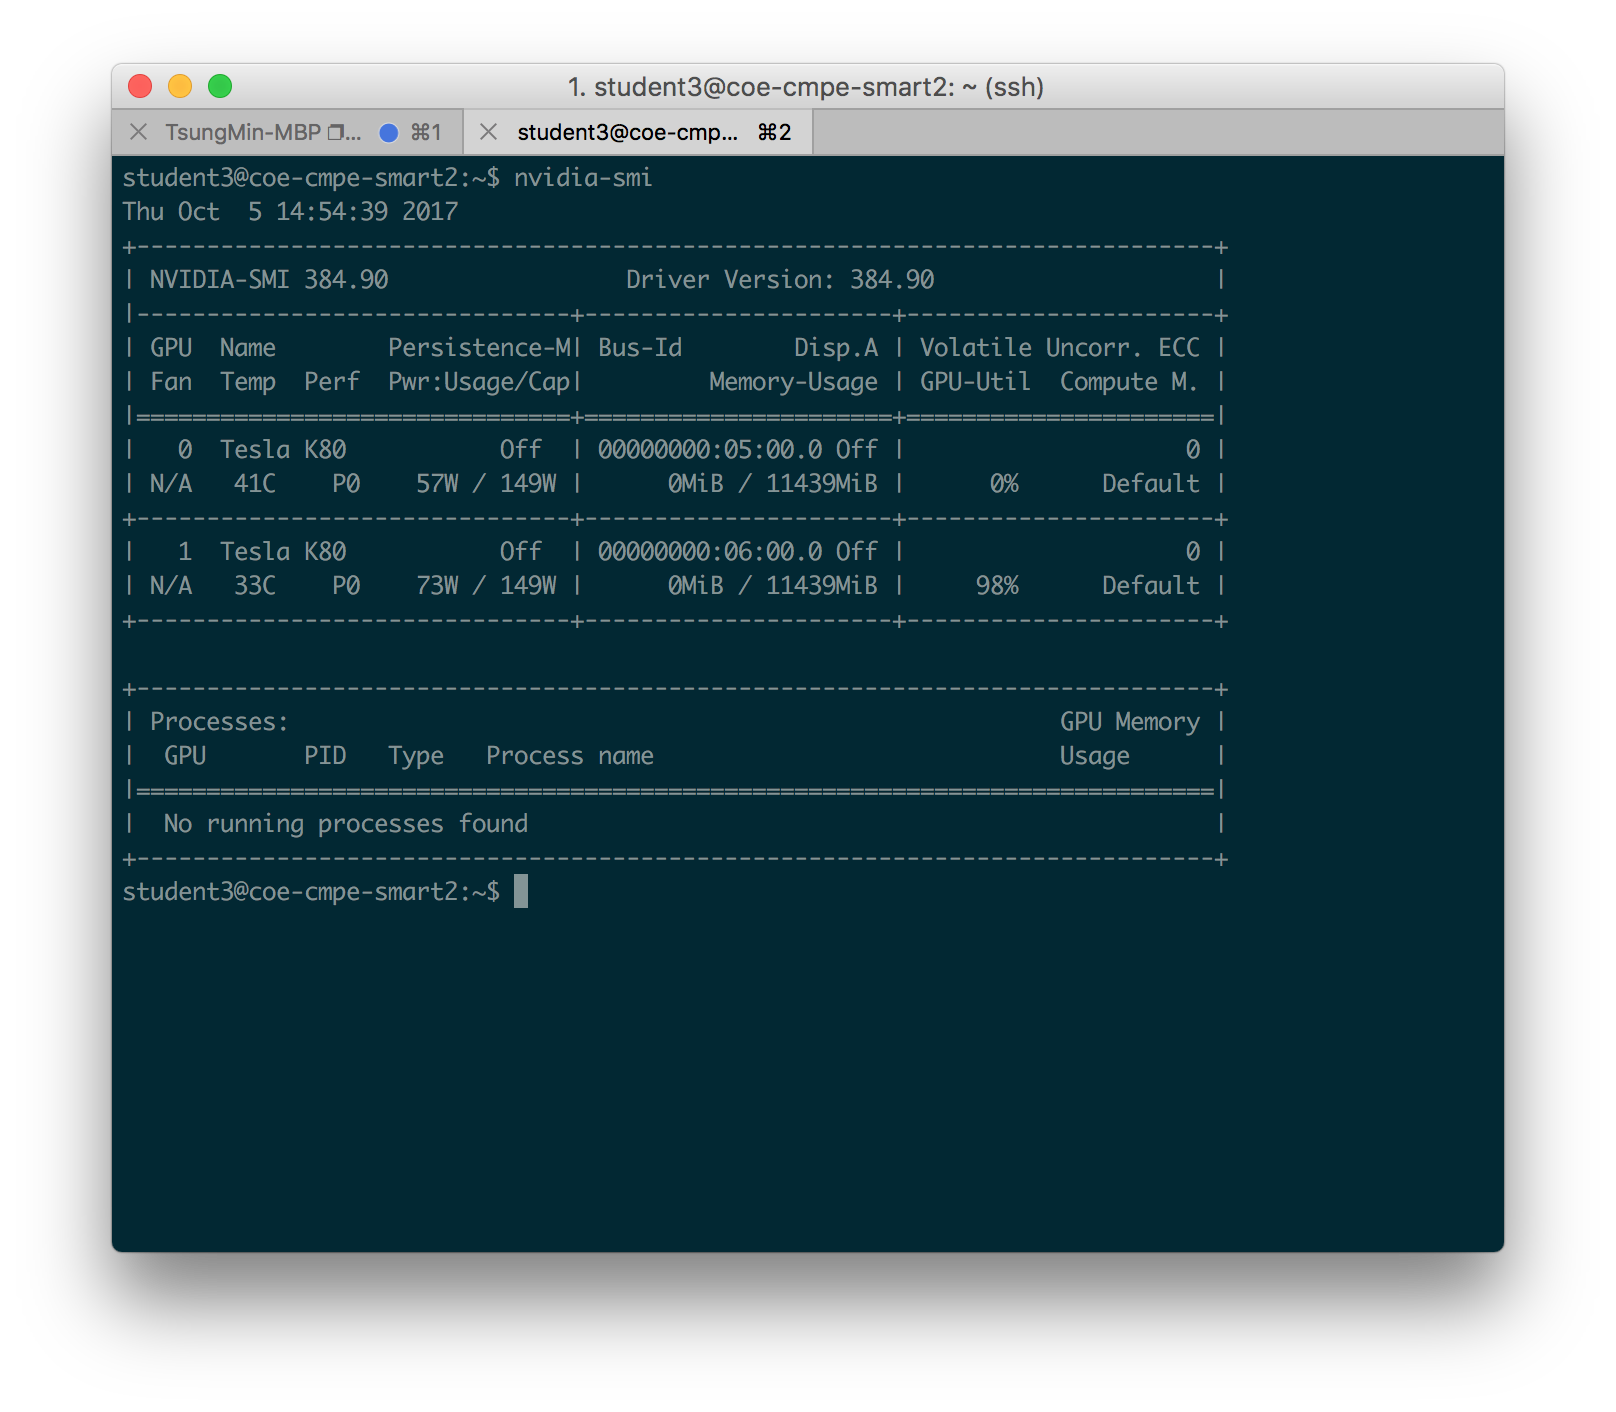 1. student3@coe-cmpe-smart2: ~ (ssh)
TsungMin-MBP ❐... ⌘1
student3@coe-cmp... ⌘2
student3@coe-cmpe-smart2:~$ nvidia-smi
Thu Oct  5 14:54:39 2017
+-----------------------------------------------------------------------------+
| NVIDIA-SMI 384.90                 Driver Version: 384.90                    |
|-------------------------------+----------------------+----------------------+
| GPU  Name        Persistence-M| Bus-Id        Disp.A | Volatile Uncorr. ECC |
| Fan  Temp  Perf  Pwr:Usage/Cap|         Memory-Usage | GPU-Util  Compute M. |
|===============================+======================+======================|
|   0  Tesla K80           Off  | 00000000:05:00.0 Off |                    0 |
| N/A   41C    P0    57W / 149W |      0MiB / 11439MiB |      0%      Default |
+-------------------------------+----------------------+----------------------+
|   1  Tesla K80           Off  | 00000000:06:00.0 Off |                    0 |
| N/A   33C    P0    73W / 149W |      0MiB / 11439MiB |     98%      Default |
+-------------------------------+----------------------+----------------------+
+-----------------------------------------------------------------------------+
| Processes:                                                       GPU Memory |
|  GPU       PID   Type   Process name                             Usage      |
|=============================================================================|
|  No running processes found                                                 |
+-----------------------------------------------------------------------------+
student3@coe-cmpe-smart2:~$